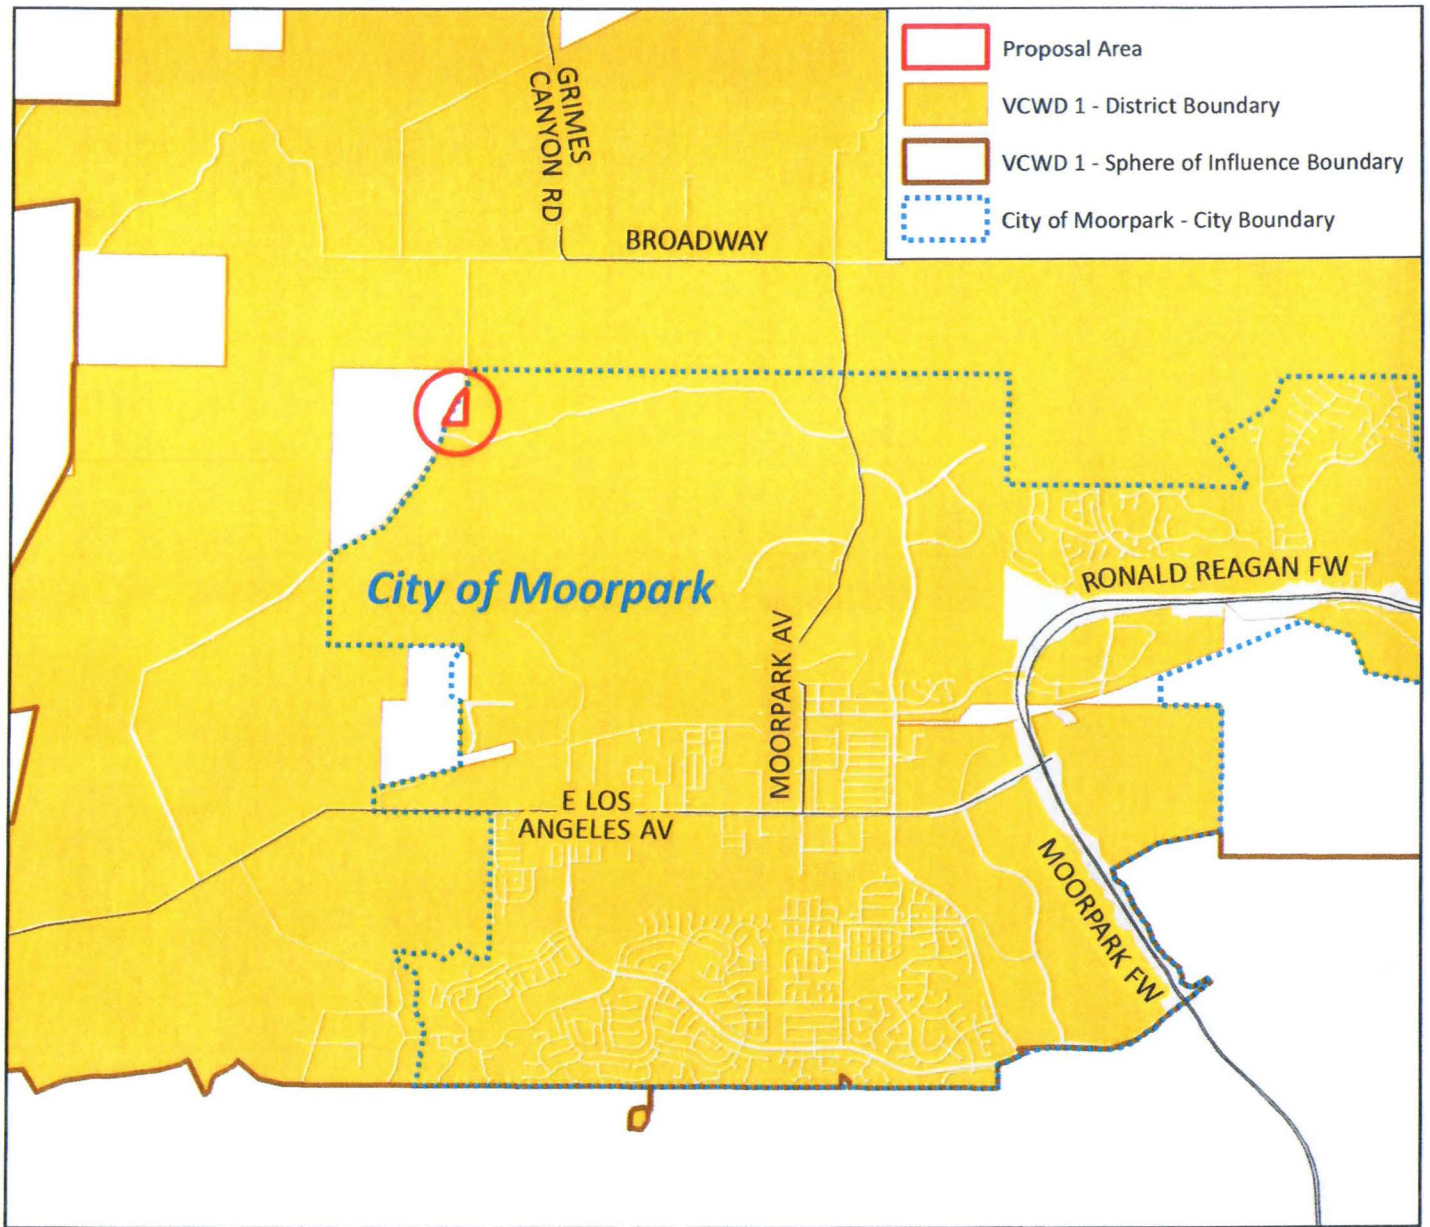 Proposal Area
VCWD 1 - District Boundary
VCWD 1 - Sphere of Influence Boundary
City of Moorpark - City Boundary
GRIMES
CANYON RD
BROADWAY
City of Moorpark
RONALD REAGAN FW
MOORPARK AV
E LOS
ANGELES AV
MOORPARK FW